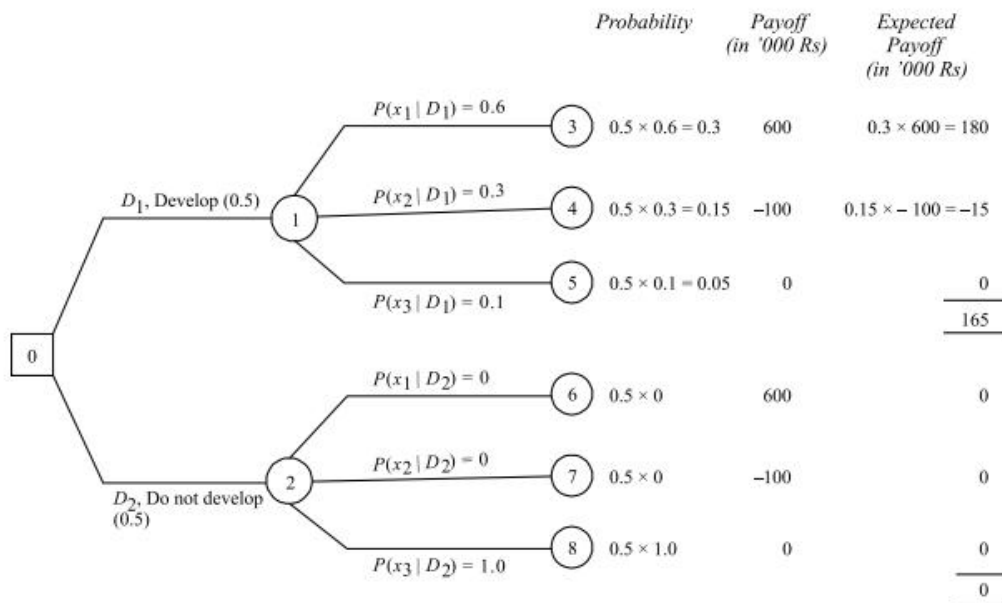 Probability Payoff Expected
(in '000 Rs) Payoff
(in '000 Rs)
P(x1 | D1) = 0.6
3 0.5 × 0.6 = 0.3 600 0.3 × 600 = 180
D1, Develop (0.5)
1
P(x2 | D1) = 0.3
4 0.5 × 0.3 = 0.15 –100 0.15 × – 100 = –15
5 0.5 × 0.1 = 0.05 0 0
P(x3 | D1) = 0.1
165
0
P(x1 | D2) = 0
6 0.5 × 0 600 0
P(x2 | D2) = 0
2
7 0.5 × 0 –100 0
D2, Do not develop
(0.5)
8 0.5 × 1.0 0 0
P(x3 | D2) = 1.0
0